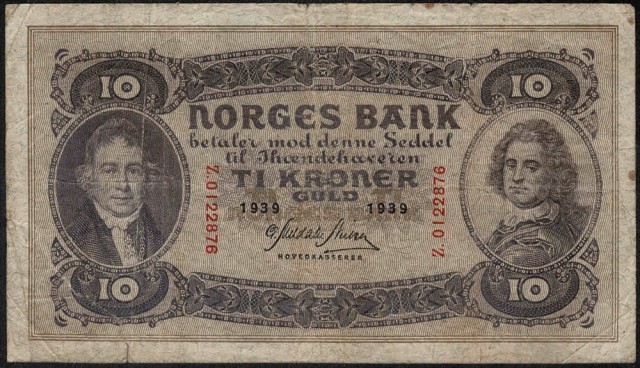 10 10
NORGES BANK
betaler mod denne Seddel
til Ihændehaveren
TI KRONER
GULD
1939 1939
HOVEDKASSERER
Z.0122876
Z.0122876
10 10